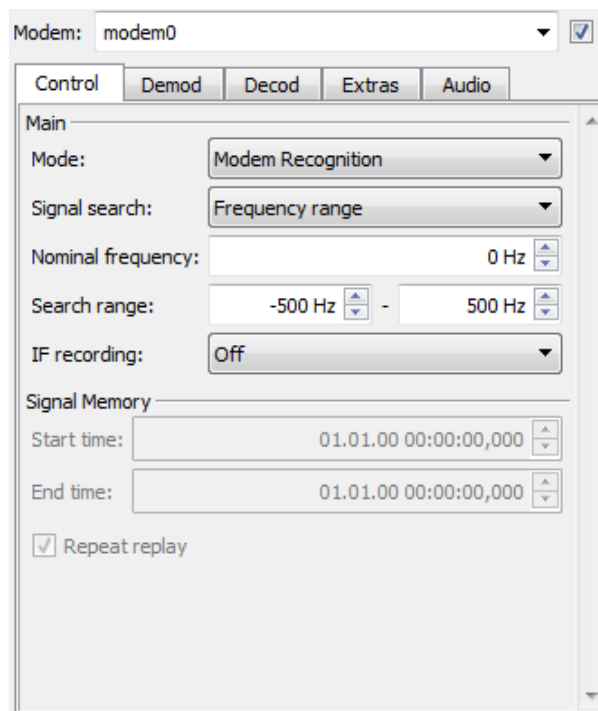 Modem: modem0
Control Demod Decod Extras Audio
Main
Mode: Modem Recognition
Signal search: Frequency range
Nominal frequency: 0 Hz
Search range: -500 Hz - 500 Hz
IF recording: Off
Signal Memory
Start time: 01.01.00 00:00:00,000
End time: 01.01.00 00:00:00,000
Repeat replay